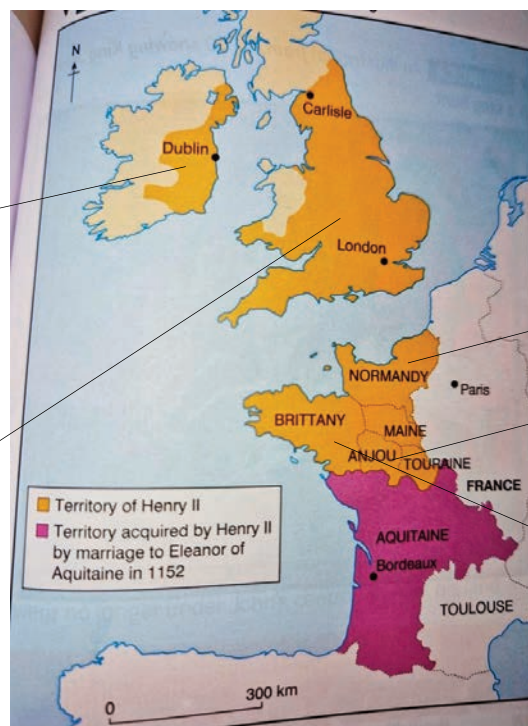 N
Carlisle
Dublin
London
NORMANDY
Paris
BRITTANY
MAINE
ANJOU
TOURAINE
FRANCE
Territory of Henry II
Territory acquired by Henry II
by marriage to Eleanor of
Aquitaine in 1152
AQUITAINE
Bordeaux
TOULOUSE
0
300 km